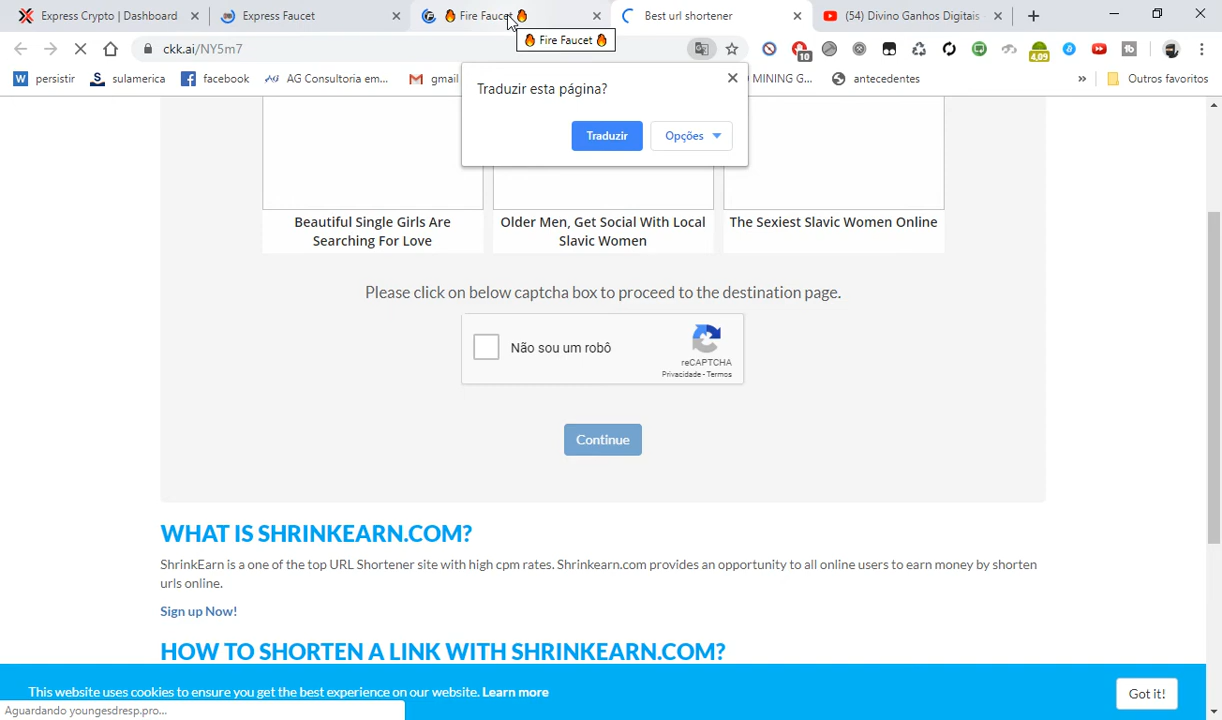 Express Crypto | Dashboard
Express Faucet
Fire Faucet
Best url shortener
(54) Divino Ganhos Digitais
ckk.ai/NY5m7
Fire Faucet
10
4,09
persistir
sulamerica
facebook
AG Consultoria em...
gmail
MINING G...
antecedentes
»
Outros favoritos
Traduzir esta página?
Traduzir
Opções
Beautiful Single Girls Are
Searching For Love
Older Men, Get Social With Local
Slavic Women
The Sexiest Slavic Women Online
Please click on below captcha box to proceed to the destination page.
Não sou um robô
reCAPTCHA
Privacidade - Termos
Continue
WHAT IS SHRINKEARN.COM?
ShrinkEarn is a one of the top URL Shortener site with high cpm rates. Shrinkearn.com provides an opportunity to all online users to earn money by shorten
urls online.
Sign up Now!
HOW TO SHORTEN A LINK WITH SHRINKEARN.COM?
This website uses cookies to ensure you get the best experience on our website. Learn more
Got it!
Aguardando youngesdresp.pro...